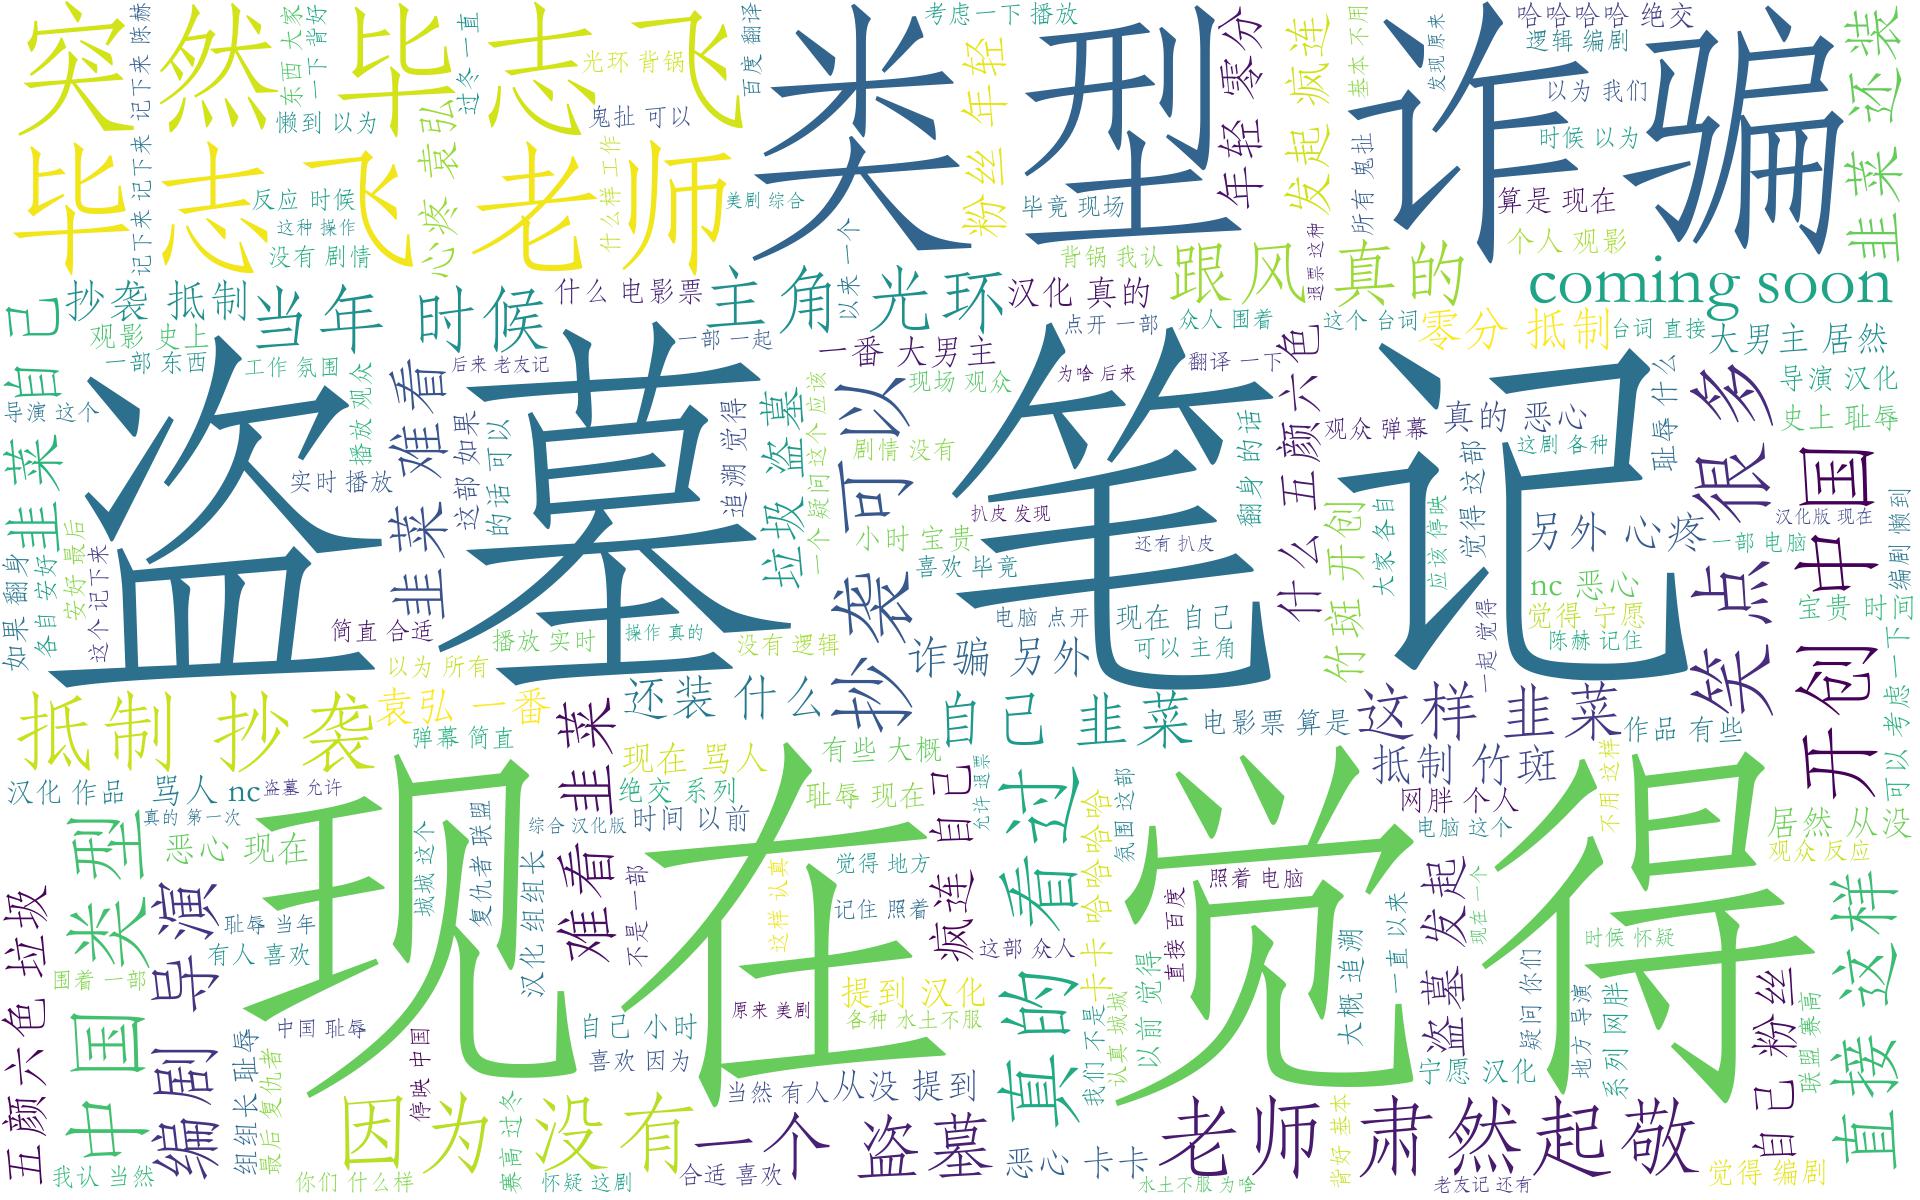 突然 毕志飞
类型 诈骗
毕志飞 老师
考虑一下 播放
哈哈哈哈 绝交
逻辑 编剧
光环 背锅
以为 我们
懒到 以为
鬼扯 可以
时候 以为
反应 时候
这种 操作
没有 剧情
美剧 综合
毕竟 现场
算是 现在
个人 观影
东西 大家
一下 背好
记下来 记下来
记下来 陈赫
过冬 一直
心疼 袁弘
什么样 工作
百度 翻译
粉丝 年轻
年轻 零分
发起 疯连
所有 鬼扯
基本 不用
发现 原来
韭菜 还装
抄袭 抵制
当年 时候
什么 电影票
主角 光环
以来 一个
汉化 真的
背锅 我认
跟风 真的
退票 这种
coming soon
观影 史上
一部 东西
工作 氛围
后来 老友记
一部 一起
一番 大男主
点开 一部
众人 围着
这个 台词
零分 抵制
台词 直接
大男主 居然
盗墓 笔记
韭菜 自己
导演 这个
播放 观众
韭菜 难看
这部 如果
的话 可以
追溯 觉得
垃圾 盗墓
一个 疑问
这个 应该
抄袭 可以
现场 观众
为啥 后来
翻译 一下
剧情 没有
翻身 的话
什么 五颜六色
观众 弹幕
真的 恶心
这剧 各种
耻辱 什么
导演 汉化
史上 耻辱
笑点 很多
开创 中国
实时 播放
扒皮 发现
小时 宝贵
还有 扒皮
喜欢 毕竟
竹斑 开创
大家 各自
应该 停映
觉得 这部
另外 心疼
汉化版 现在
一部 电脑
编剧 懒到
nc 恶心
觉得 宁愿
陈赫 记住
宝贵 时间
如果 翻身
各自 安好
安好 最后
这个 记下来
简直 合适
播放 实时
操作 真的
没有 逻辑
电脑 点开
现在 自己
可以 主角
以为 所有
诈骗 另外
一起 觉得
抵制 抄袭
袁弘 一番
还装 什么
自己 韭菜
电影票 算是
这样 韭菜
作品 有些
弹幕 简直
现在 骂人
有些 大概
抵制 竹斑
可以 考虑一下
汉化 作品
骂人 nc
盗墓 允许
绝交 系列
耻辱 现在
网胖 个人
真的 第一次
综合 汉化版
时间 以前
允许 退票
电脑 这个
不用 这样
居然 从没
恶心 现在
观众 反应
现在 觉得
中国 类型
五颜六色 垃圾
编剧 导演
耻辱 当年
有人 喜欢
围着 一部
城城 这个
复仇者 联盟
汉化 组组长
难看 韭菜
不是 一部
这样 认真
觉得 地方
记住 照着
疯连 自己
真的 看过
哈哈哈哈 卡卡
氛围 这部
照着 电脑
直接 百度
这部 众人
以前 觉得
大概 追溯
一直 以来
盗墓 发起
现在 一个
时候 怀疑
直接 这样
中国 耻辱
停映 中国
自己 小时
原来 美剧
提到 汉化
各种 水土不服
喜欢 因为
认真 城城
我们 不是
宁愿 汉化
疑问 你们
地方 导演
系列 网胖
自己 粉丝
联盟 赛高
组组长 耻辱
最后 复仇者
当然 有人
从没 提到
因为 没有
一个 盗墓
老师 肃然起敬
我认 当然
你们 什么样
赛高 过冬
怀疑 这剧
合适 喜欢
恶心 卡卡
水土不服 为啥
背好 基本
老友记 还有
觉得 编剧